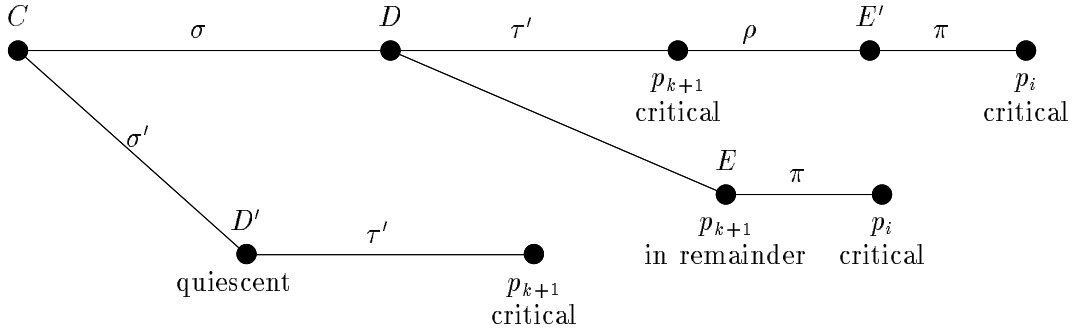 C σ D τ′ ρ E′ π
p_{k+1} critical
p_i critical
σ′
E π
D′ τ′
p_{k+1} in remainder
p_i critical
quiescent
p_{k+1} critical